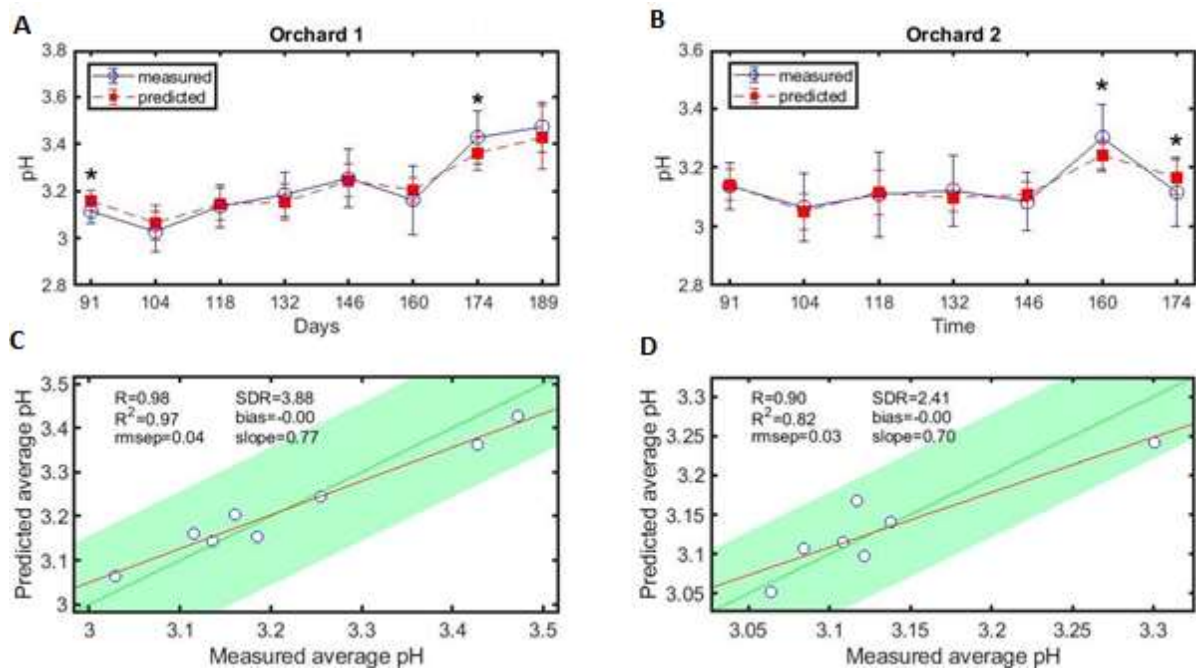 A
Orchard 1
3.8
3.6
3.4
3.2
3
2.8
pH
measured
predicted
*
*
91 104 118 132 146 160 174 189
Days
B
Orchard 2
3.6
3.4
3.2
3
2.8
pH
measured
predicted
*
*
91 104 118 132 146 160 174
Time
C
3.5
3.4
3.3
3.2
3.1
3
Predicted average pH
R=0.98 SDR=3.88
R²=0.97 bias=-0.00
rmsep=0.04 slope=0.77
3 3.1 3.2 3.3 3.4 3.5
Measured average pH
D
3.3
3.25
3.2
3.15
3.1
3.05
Predicted average pH
R=0.90 SDR=2.41
R²=0.82 bias=-0.00
rmsep=0.03 slope=0.70
3.05 3.1 3.15 3.2 3.25 3.3
Measured average pH